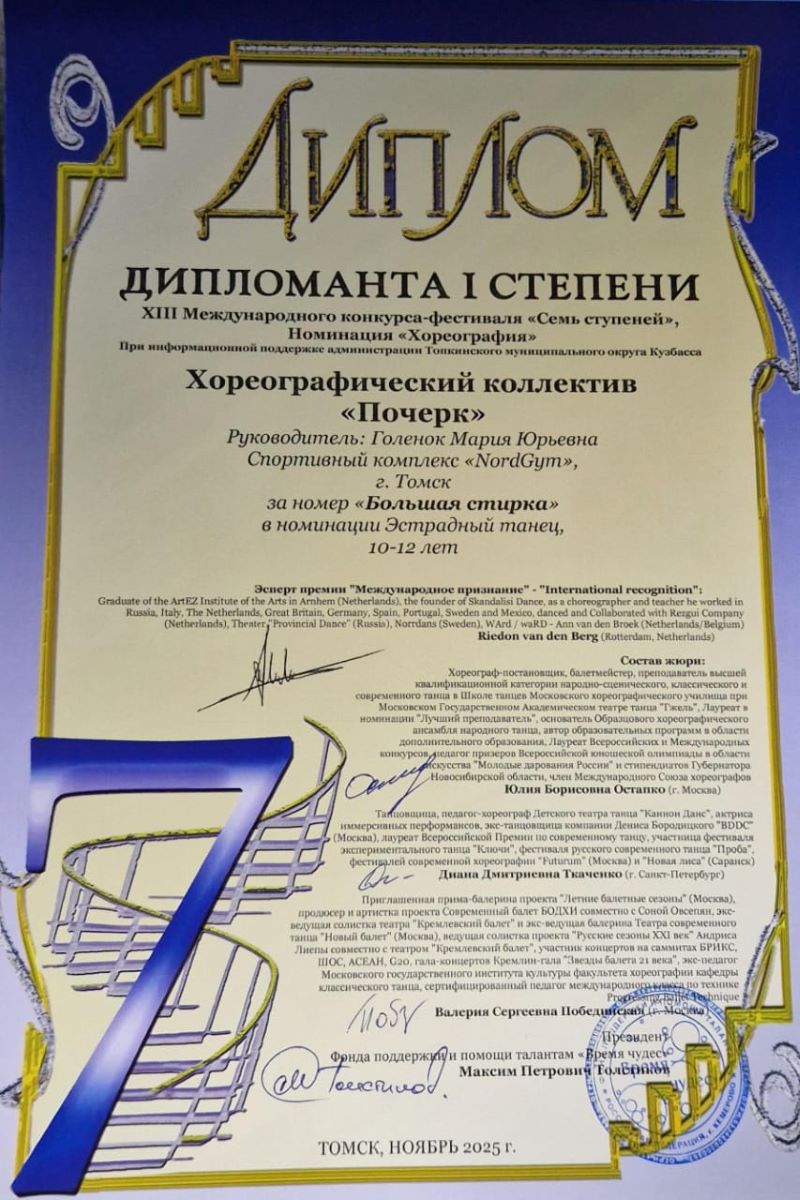 ДИПЛОМ
ДИПЛОМАНТА I СТЕПЕНИ
XIII Международного конкурса-фестиваля «Семь ступеней»,
Номинация «Хореография»
При информационной поддержке администрации Топкинского муниципального округа Кузбасса
Хореографический коллектив
«Почерк»
Руководитель: Голенок Мария Юрьевна
Спортивный комплекс «NordGym»,
г. Томск
за номер «Большая стирка»
в номинации Эстрадный танец,
10-12 лет
Эсперт премии "Международное признание" - "International recognition":
Graduate of the ArtEZ Institute of the Arts in Arnhem (Netherlands), the founder of Skandalisi Dance, as a choreographer and teacher he worked in
Russia, Italy, The Netherlands, Great Britain, Germany, Spain, Portugal, Sweden and Mexico, danced and Collaborated with Rezgui Company
(Netherlands), Theater "Provincial Dance" (Russia), Norrdans (Sweden), WArd / waRD - Ann van den Broek (Netherlands/Belgium)
Riedon van den Berg (Rotterdam, Netherlands)
Состав жюри:
Хореограф-постановщик, балетмейстер, преподаватель высшей
квалификационной категории народно-сценического, классического и
современного танца в Школе танцев Московского хореографического училища при
Московском Государственном Академическом театре танца "Гжель", Лауреат в
номинации "Лучший преподаватель", основатель Образцового хореографического
ансамбля народного танца, автор образовательных программ в области
дополнительного образования, Лауреат Всероссийских и Международных
конкурсов, педагог призеров Всероссийской юношеской олимпиады в области
искусства "Молодые дарования России" и стипендиатов Губернатора
Новосибирской области, член Международного Союза хореографов
Юлия Борисовна Остапко (г. Москва)
Танцовщица, педагог-хореограф Детского театра танца "Каннон Данс", актриса
иммерсивных перформансов, экс-танцовщица компании Дениса Бородицкого "BDDC"
(Москва), лауреат Всероссийской Премии по современному танцу, участница фестиваля
экспериментального танца "Ключи", фестиваля русского современного танца "Проба",
фестивалей современной хореографии "Futurum" (Москва) и "Новая лиса" (Саранск)
Диана Дмитриевна Ткаченко (г. Санкт-Петербург)
Приглашенная прима-балерина проекта "Летние балетные сезоны" (Москва),
продюсер и артистка проекта Современный балет БОДХИ совместно с Соной Овсепян, экс-
ведущая солистка театра "Кремлевский балет" и экс-ведущая балерина Театра современного
танца "Новый балет" (Москва), ведущая солистка проекта "Русские сезоны XXI век" Андриса
Лиепы совместно с театром "Кремлевский балет", участник концертов на саммитах БРИКС,
ШОС, АСЕАН, G20, гала-концертов Кремлин-гала "Звезды балета 21 века", экс-педагог
Московского государственного института культуры факультета хореографии кафедры
классического танца, сертифицированный педагог международного класса по технике
Progressing Ballet Technique
Валерия Сергеевна Побединская (г. Москва)
Президент
Фонда поддержки и помощи талантам «Время чудес»
Максим Петрович Толстиков
7
ТОМСК, НОЯБРЬ 2025 г.